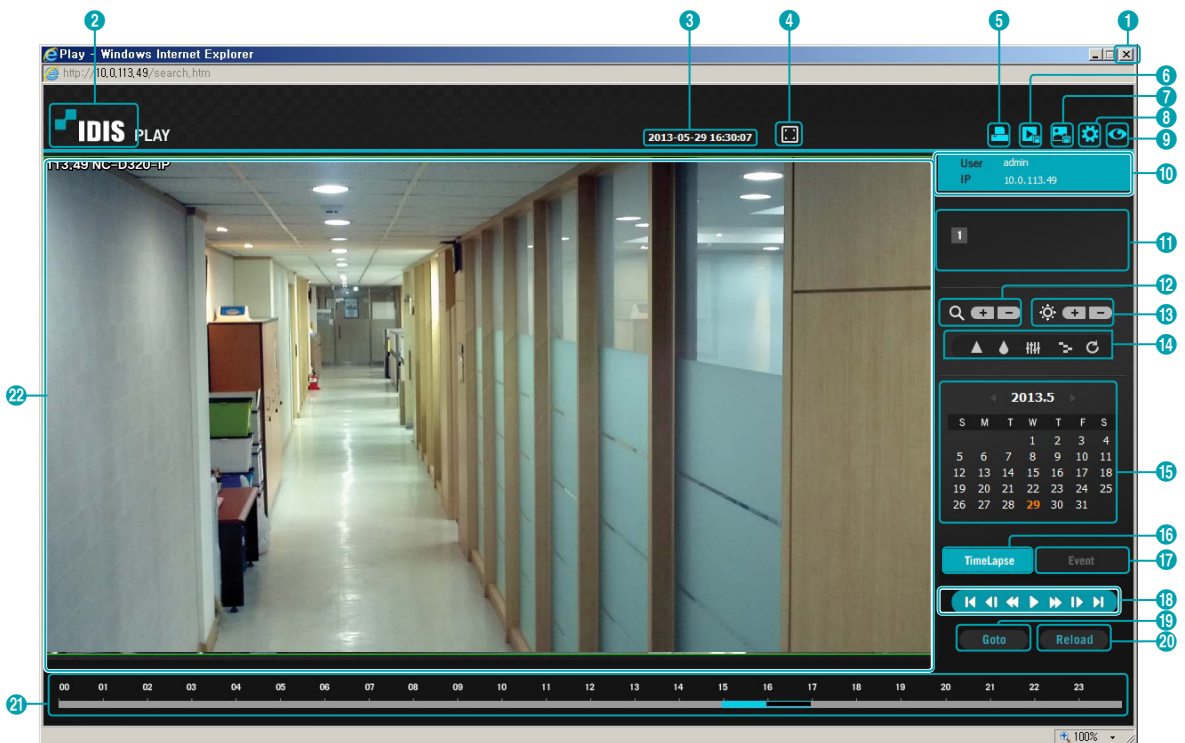 2
3
4
5
1
Play - Windows Internet Explorer
http://10,0,113,49/search,htm
6
7
8
9
IDIS PLAY
2013-05-29 16:30:07
113,49 NC-D320-IP
User admin
IP 10.0.113.49
10
1
11
12
13
14
2013.5
S M T W T F S
1 2 3 4
5 6 7 8 9 10 11
12 13 14 15 16 17 18
19 20 21 22 23 24 25
26 27 28 29 30 31
15
22
16
TimeLapse
Event
17
18
19
Goto
Reload
20
00 01 02 03 04 05 06 07 08 09 10 11 12 13 14 15 16 17 18 19 20 21 22 23
21
100%